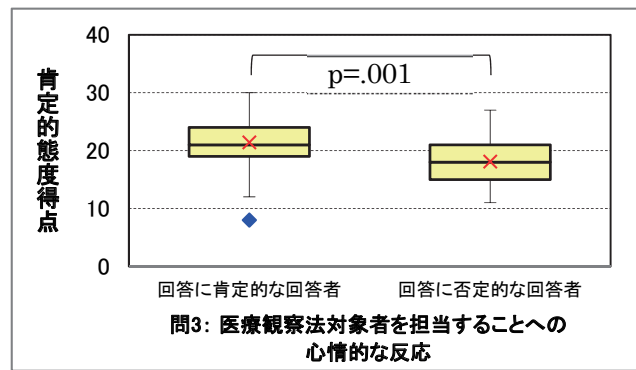 40
30
20
10
0
肯定的態度得点
p=.001
回答に肯定的な回答者
回答に否定的な回答者
問3: 医療観察法対象者を担当することへの
心情的な反応